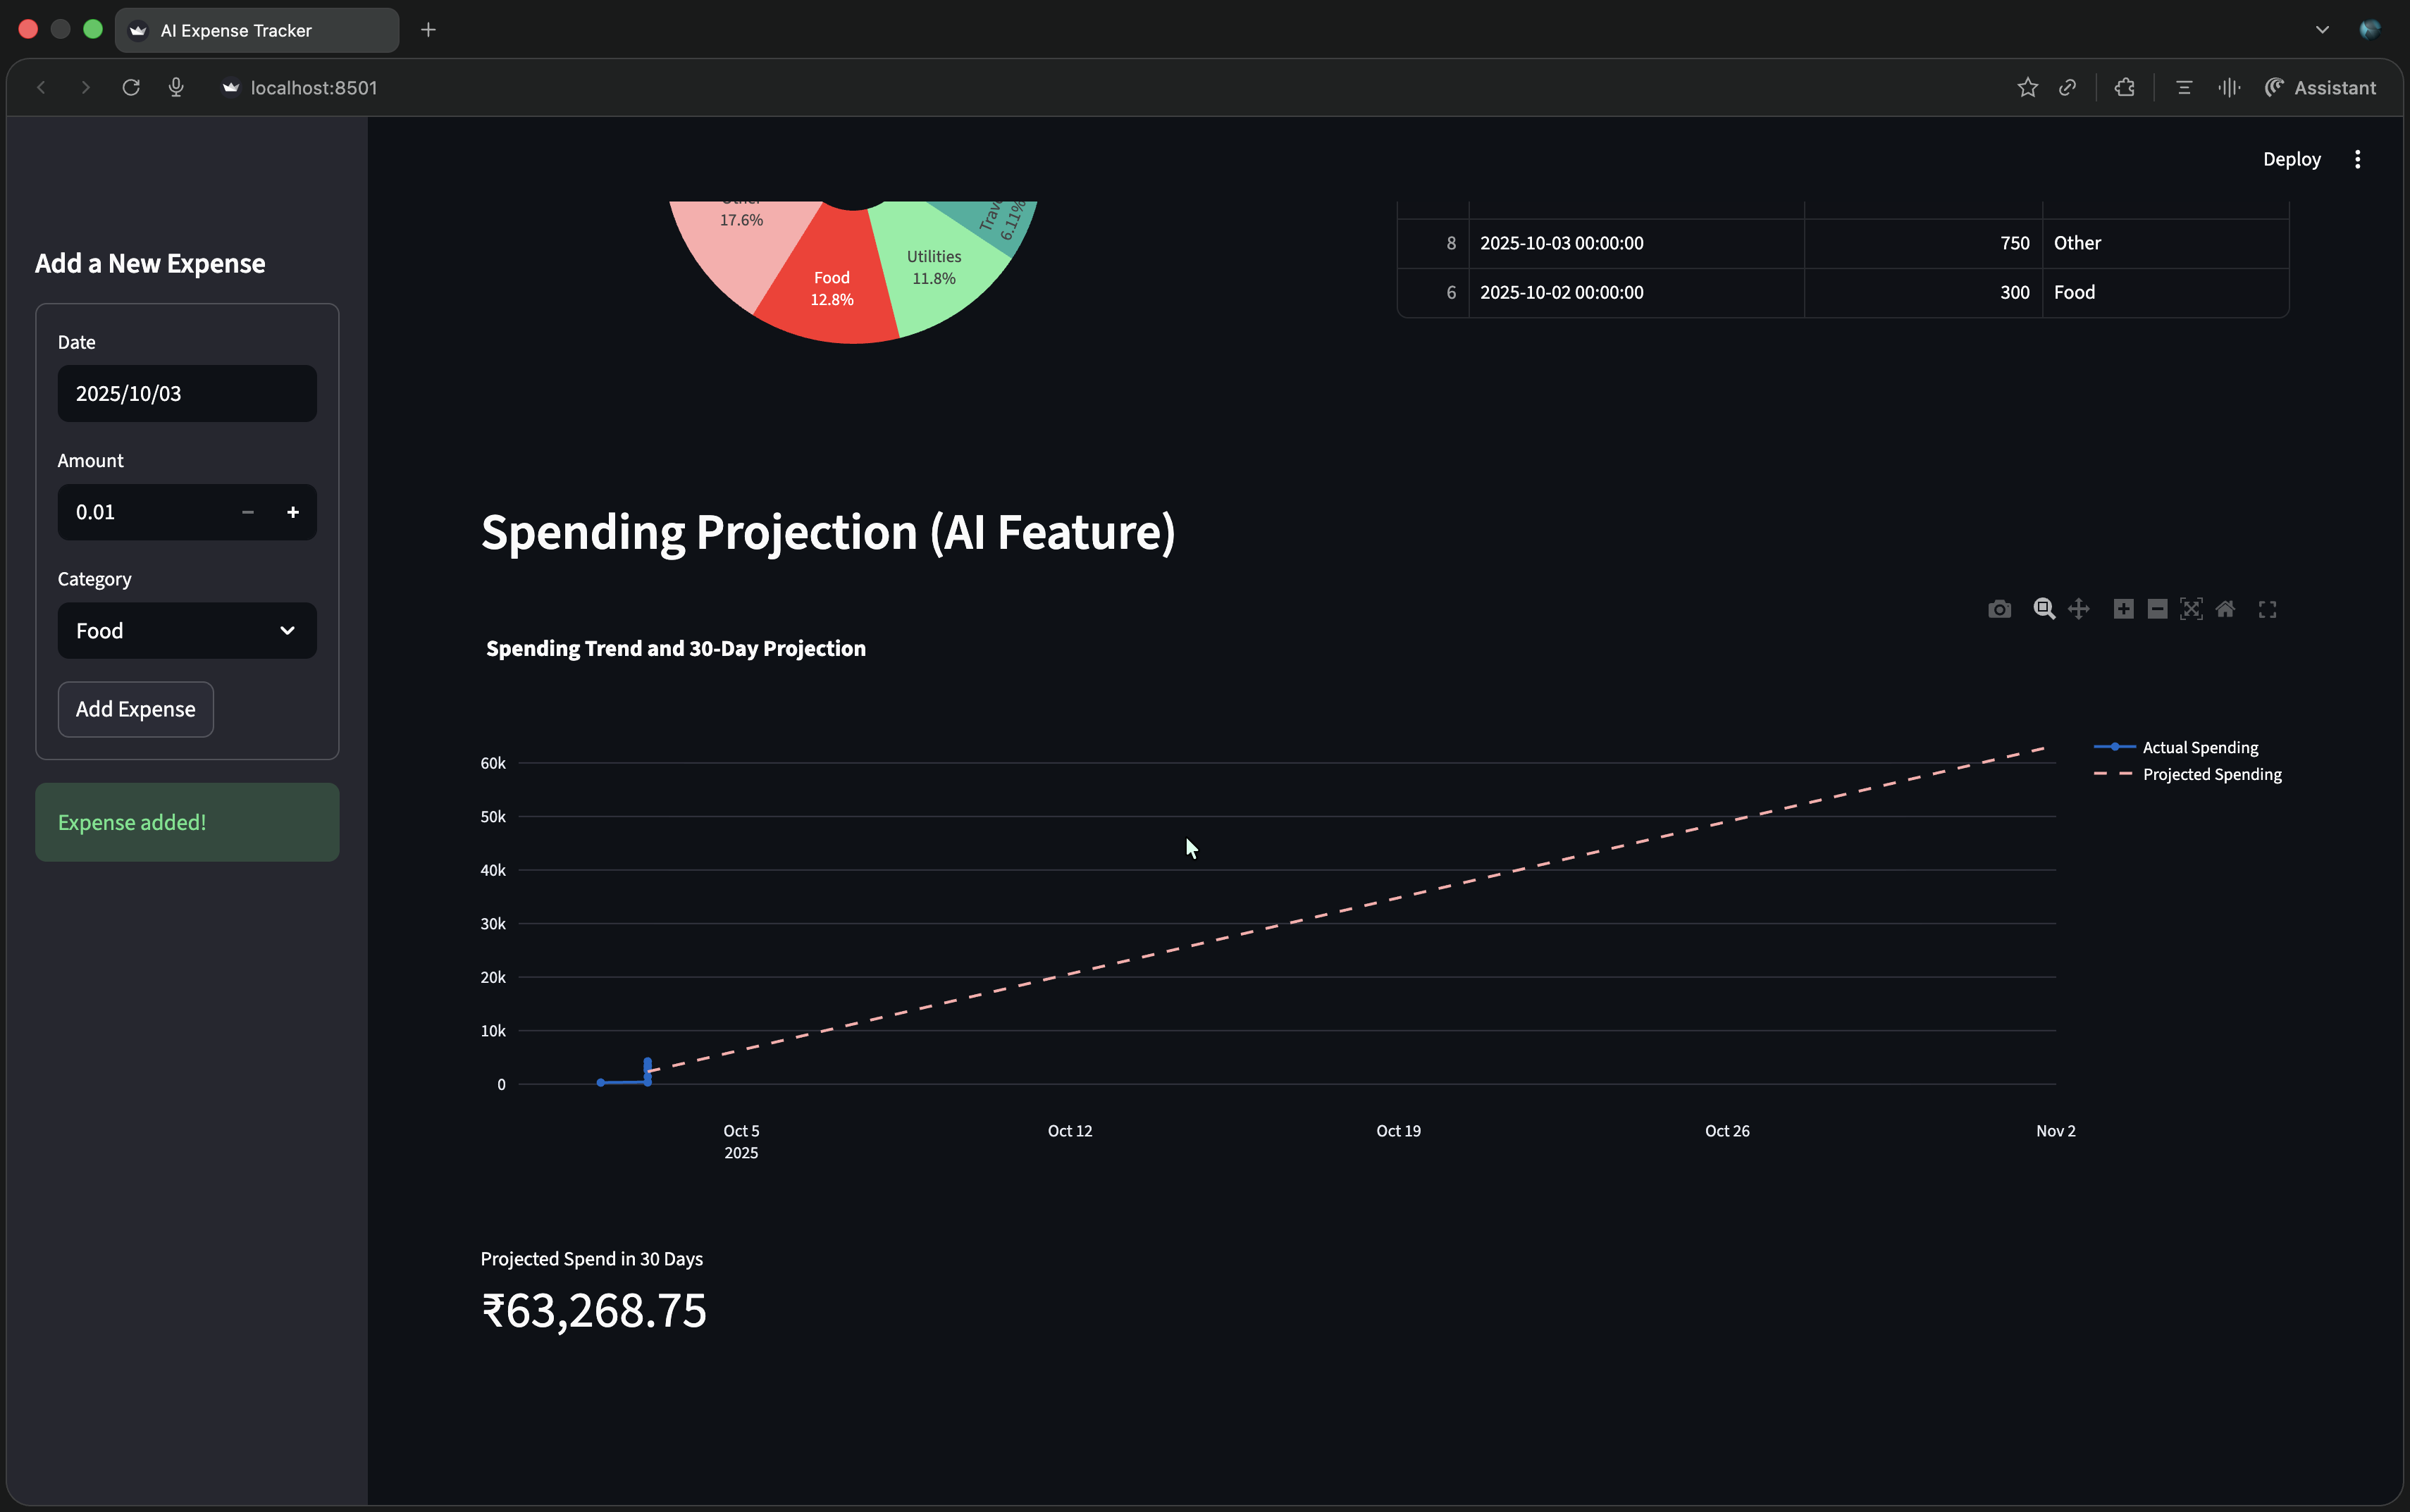 AI Expense Tracker
localhost:8501
Assistant
Deploy
Add a New Expense
Date
2025/10/03
Amount
0.01
Category
Food
Add Expense
Expense added!
17.6%
Food
12.8%
Utilities
11.8%
6.11%
8 2025-10-03 00:00:00 750 Other
6 2025-10-02 00:00:00 300 Food
Spending Projection (AI Feature)
Spending Trend and 30-Day Projection
60k
50k
40k
30k
20k
10k
0
Oct 5
2025
Oct 12
Oct 19
Oct 26
Nov 2
Actual Spending
Projected Spending
Projected Spend in 30 Days
₹63,268.75